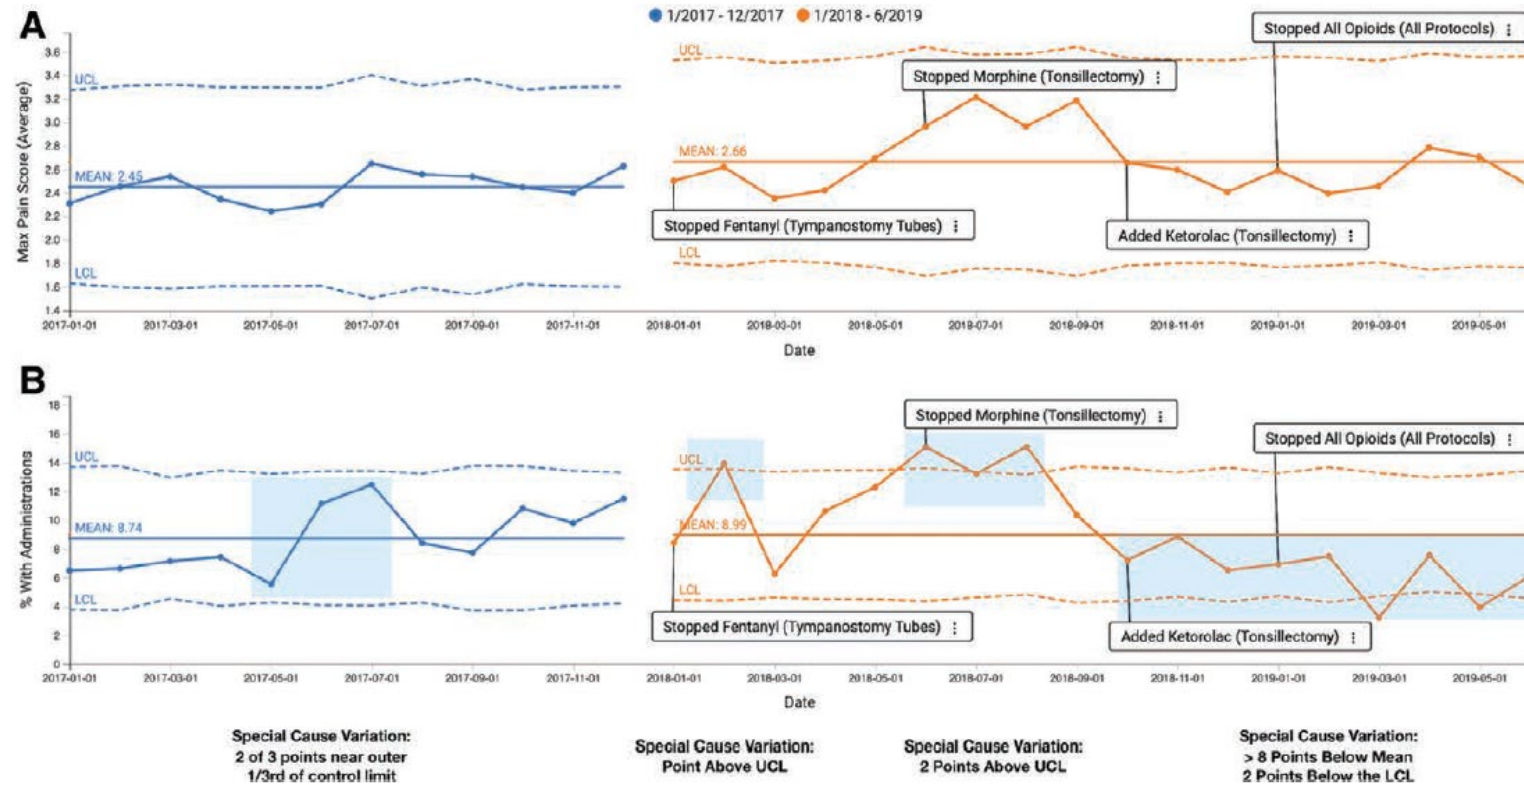 A
1/2017 - 12/2017
1/2018 - 6/2019
Stopped All Opioids (All Protocols)
Max Pain Score (Average)
3.6
3.4
3.2
3.0
2.8
2.6
2.4
2.2
2.0
1.8
1.6
1.4
UCL
MEAN: 2.45
LCL
UCL
Stopped Morphine (Tonsillectomy)
MEAN: 2.66
Stopped Fentanyl (Tympanostomy Tubes)
Added Ketorolac (Tonsillectomy)
LCL
2017-01-01 2017-03-01 2017-05-01 2017-07-01 2017-09-01 2017-11-01 2018-01-01 2018-03-01 2018-05-01 2018-07-01 2018-09-01 2018-11-01 2019-01-01 2019-03-01 2019-05-01
Date
B
% With Administrations
18
16
14
12
10
8
6
4
2
0
UCL
MEAN: 8.74
LCL
Stopped Morphine (Tonsillectomy)
Stopped All Opioids (All Protocols)
UCL
MEAN: 8.99
LCL
Stopped Fentanyl (Tympanostomy Tubes)
Added Ketorolac (Tonsillectomy)
2017-01-01 2017-03-01 2017-05-01 2017-07-01 2017-09-01 2017-11-01 2018-01-01 2018-03-01 2018-05-01 2018-07-01 2018-09-01 2018-11-01 2019-01-01 2019-03-01 2019-05-01
Date
Special Cause Variation:
2 of 3 points near outer
1/3rd of control limit
Special Cause Variation:
Point Above UCL
Special Cause Variation:
2 Points Above UCL
Special Cause Variation:
> 8 Points Below Mean
2 Points Below the LCL